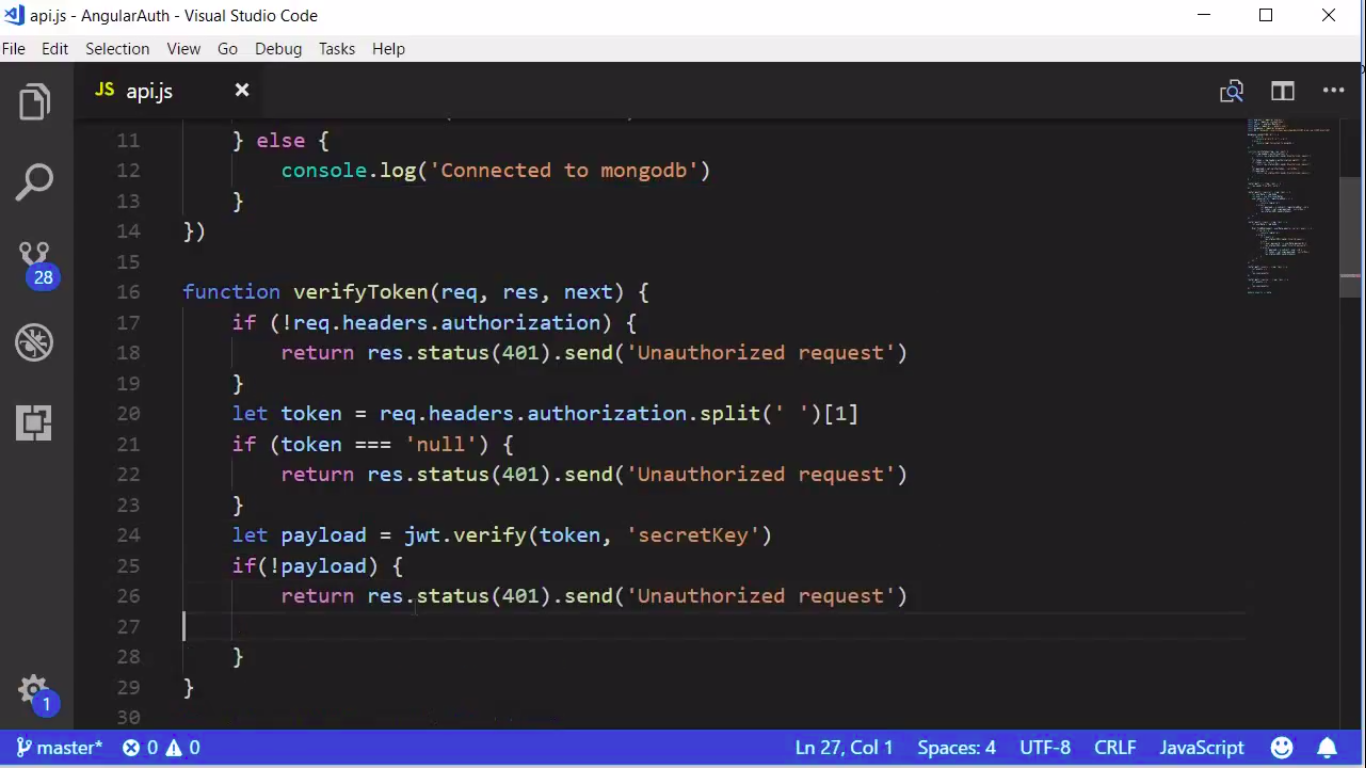 api.js - AngularAuth - Visual Studio Code
File Edit Selection View Go Debug Tasks Help
JS api.js
11 } else {
12 console.log('Connected to mongodb')
13 }
14 })
15
16 function verifyToken(req, res, next) {
17 if (!req.headers.authorization) {
18 return res.status(401).send('Unauthorized request')
19 }
20 let token = req.headers.authorization.split(' ')[1]
21 if (token === 'null') {
22 return res.status(401).send('Unauthorized request')
23 }
24 let payload = jwt.verify(token, 'secretKey')
25 if(!payload) {
26 return res.status(401).send('Unauthorized request')
27
28 }
29 }
30
28
1
master* 0 0 Ln 27, Col 1 Spaces: 4 UTF-8 CRLF JavaScript